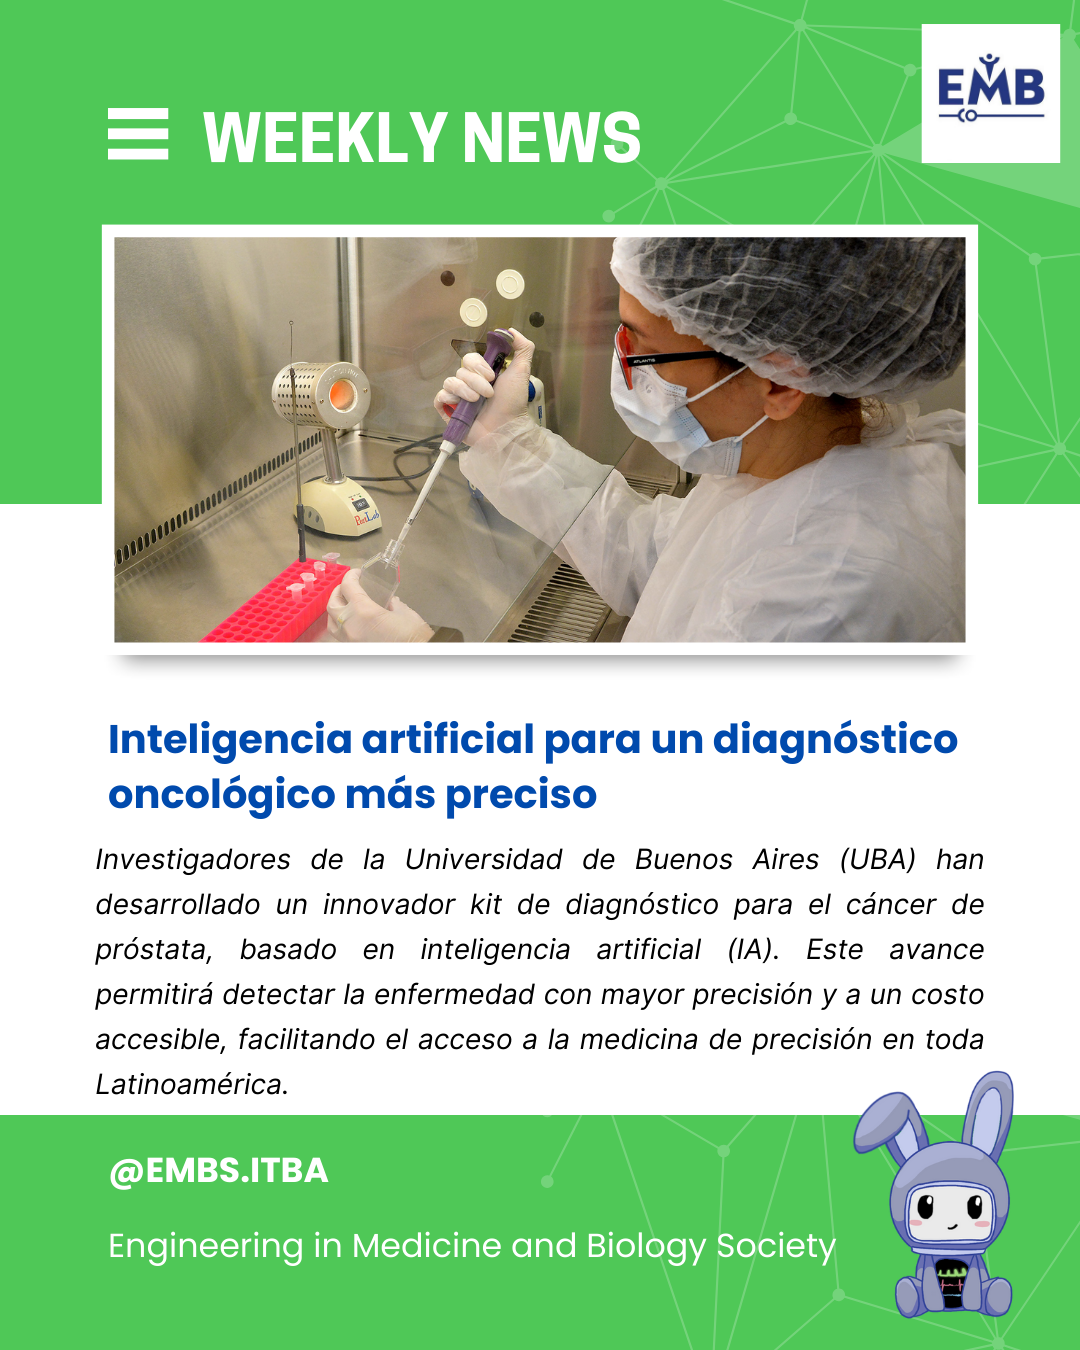 WEEKLY NEWS
EMB
ATLANTIS
Inteligencia artificial para un diagnóstico
oncológico más preciso
Investigadores de la Universidad de Buenos Aires (UBA) han
desarrollado un innovador kit de diagnóstico para el cáncer de
próstata, basado en inteligencia artificial (IA). Este avance
permitirá detectar la enfermedad con mayor precisión y a un costo
accesible, facilitando el acceso a la medicina de precisión en toda
Latinoamérica.
@EMBS.ITBA
Engineering in Medicine and Biology Society